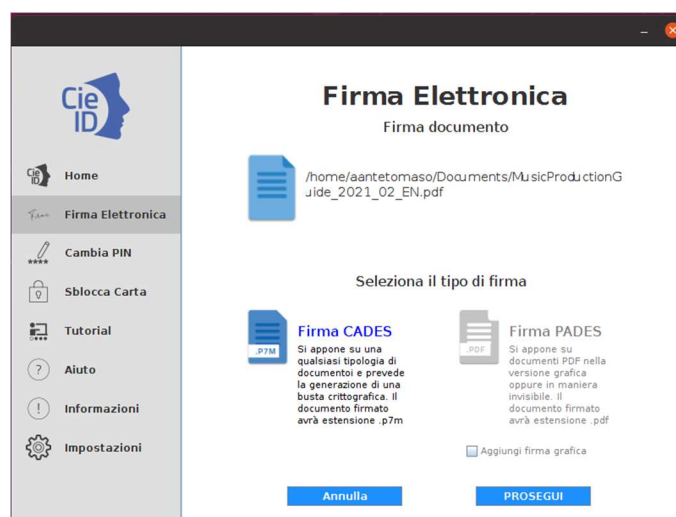 Cie
ID
Home
Firma Elettronica
Cambia PIN
Sblocca Carta
Tutorial
Aiuto
Informazioni
Impostazioni
Firma Elettronica
Firma documento
/home/aantetomaso/Documents/MusicProductionG
uide_2021_02_EN.pdf
Seleziona il tipo di firma
.P7M
Firma CADES
Si appone su una
qualsiasi tipologia di
documentoi e prevede
la generazione di una
busta crittografica. Il
documento firmato
avrà estensione .p7m
.PDF
Firma PADES
Si appone su
documenti PDF nella
versione grafica
oppure in maniera
invisibile. Il
documento firmato
avrà estensione .pdf
Aggiungi firma grafica
Annulla
PROSEGUI